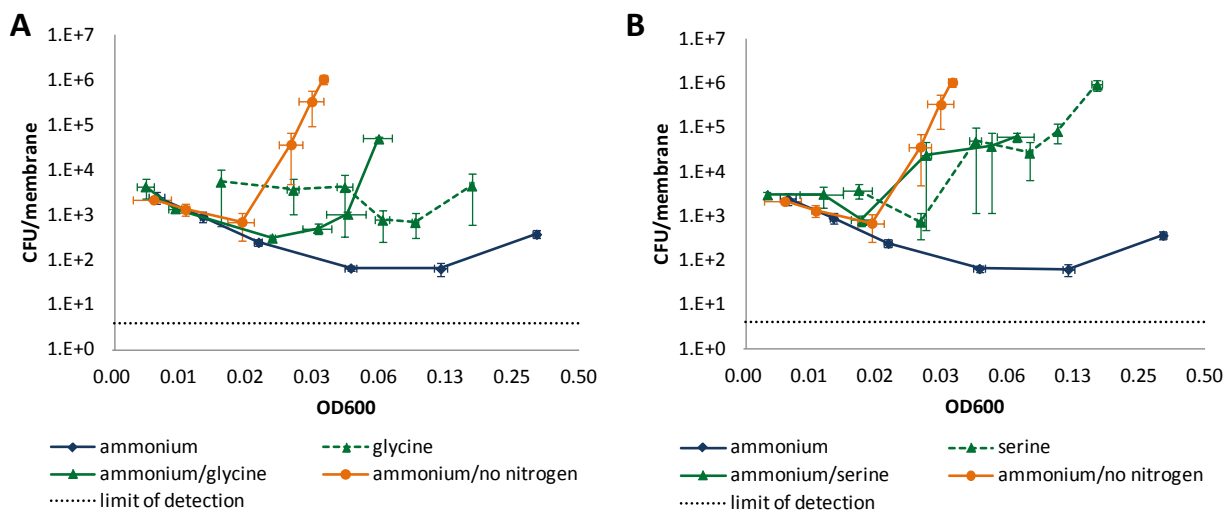 A
CFU/membrane
1.E+7
1.E+6
1.E+5
1.E+4
1.E+3
1.E+2
1.E+1
1.E+0
0.00 0.01 0.02 0.03 0.06 0.13 0.25 0.50
OD600
ammonium glycine
ammonium/glycine ammonium/no nitrogen
limit of detection
B
CFU/membrane
1.E+7
1.E+6
1.E+5
1.E+4
1.E+3
1.E+2
1.E+1
1.E+0
0.00 0.01 0.02 0.03 0.06 0.13 0.25 0.50
OD600
ammonium serine
ammonium/serine ammonium/no nitrogen
limit of detection